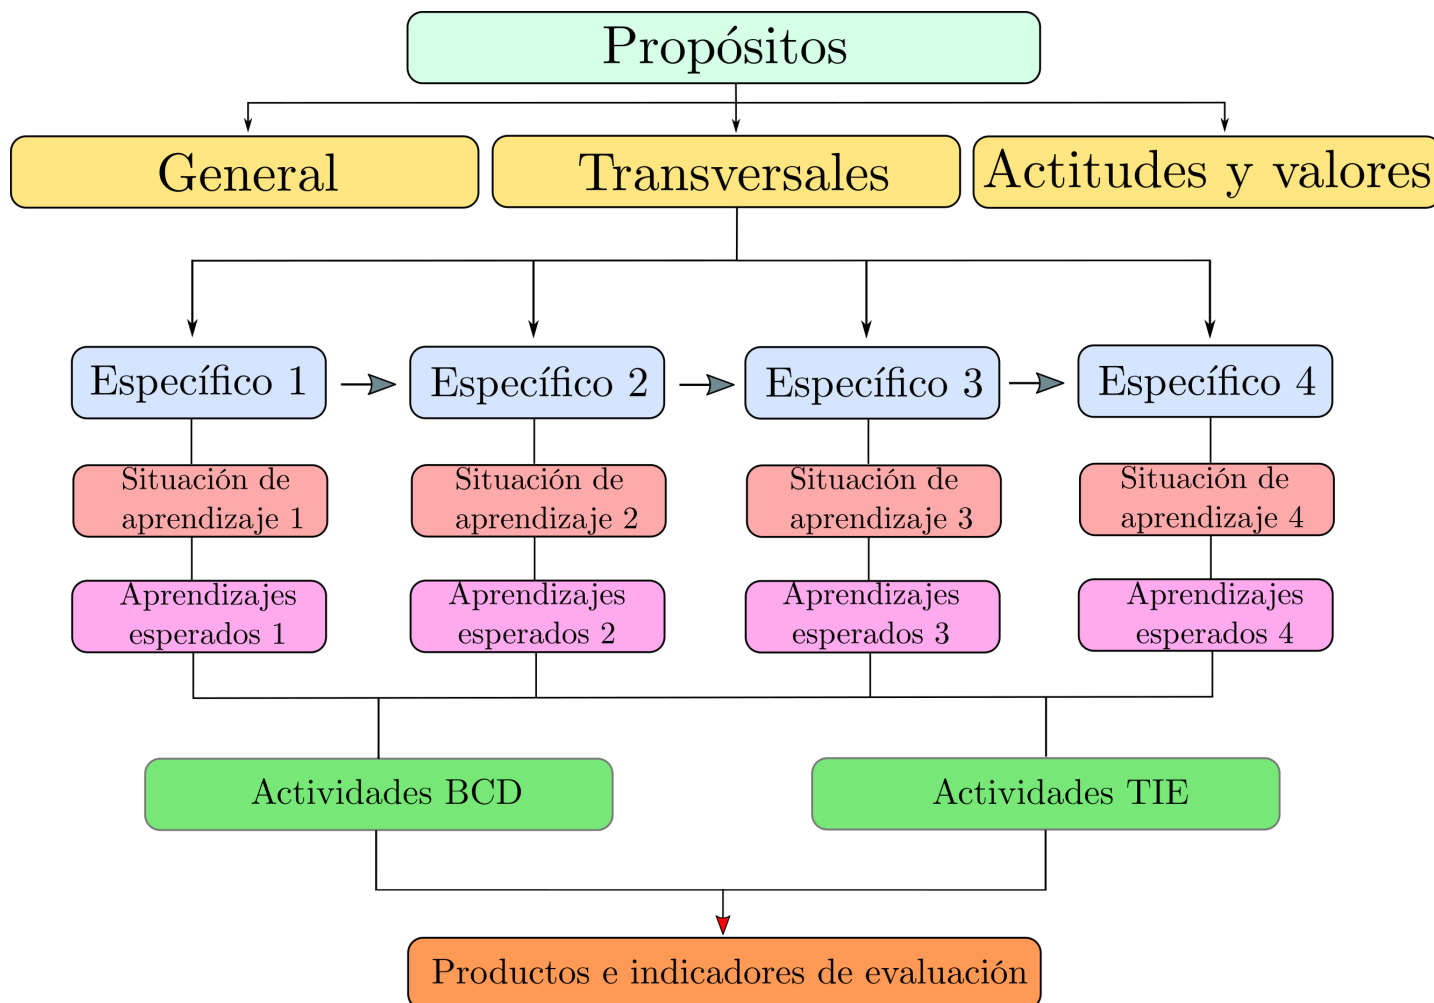 Propósitos
General
Transversales
Actitudes y valores
Específico 1
Específico 2
Específico 3
Específico 4
Situación de
aprendizaje 1
Situación de
aprendizaje 2
Situación de
aprendizaje 3
Situación de
aprendizaje 4
Aprendizajes
esperados 1
Aprendizajes
esperados 2
Aprendizajes
esperados 3
Aprendizajes
esperados 4
Actividades BCD
Actividades TIE
Productos e indicadores de evaluación